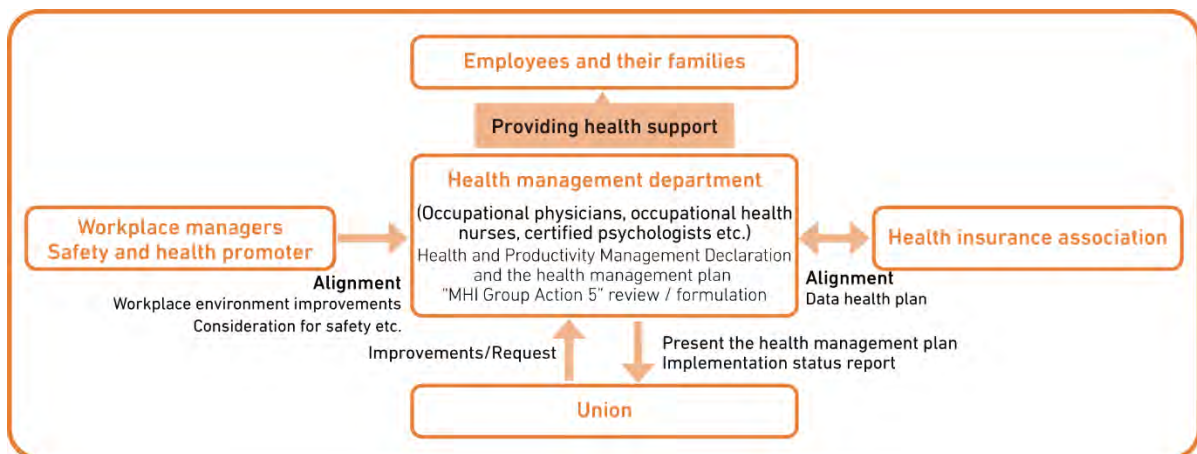 Employees and their families
Providing health support
Health management department
(Occupational physicians, occupational health
nurses, certified psychologists etc.)
Health and Productivity Management Declaration
and the health management plan
"MHI Group Action 5" review / formulation
Workplace managers
Safety and health promoter
Alignment
Workplace environment improvements
Consideration for safety etc.
Health insurance association
Alignment
Data health plan
Improvements/Request
Present the health management plan
Implementation status report
Union